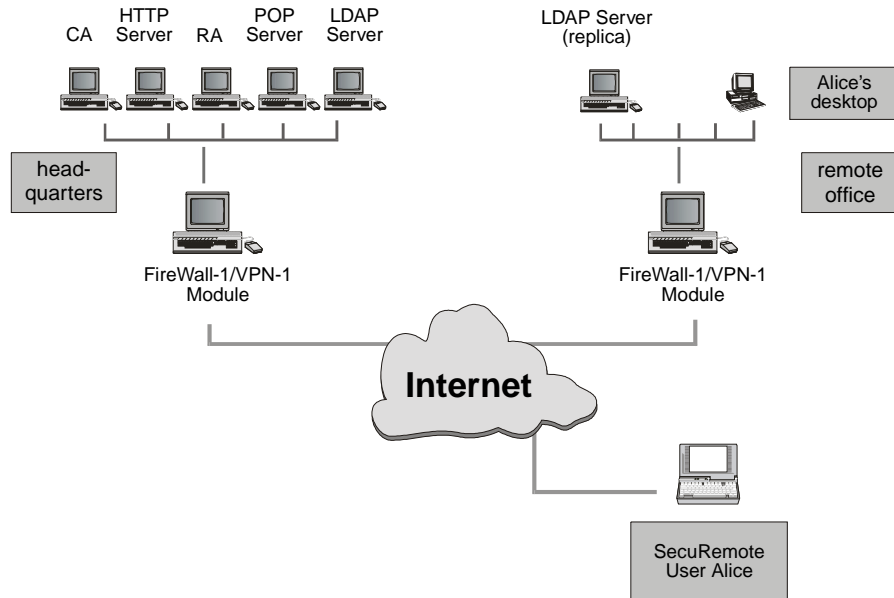 CA
HTTP
Server
RA
POP
Server
LDAP
Server
LDAP Server
(replica)
Alice's
desktop
head-
quarters
remote
office
FireWall-1/VPN-1
Module
FireWall-1/VPN-1
Module
Internet
SecuRemote
User Alice